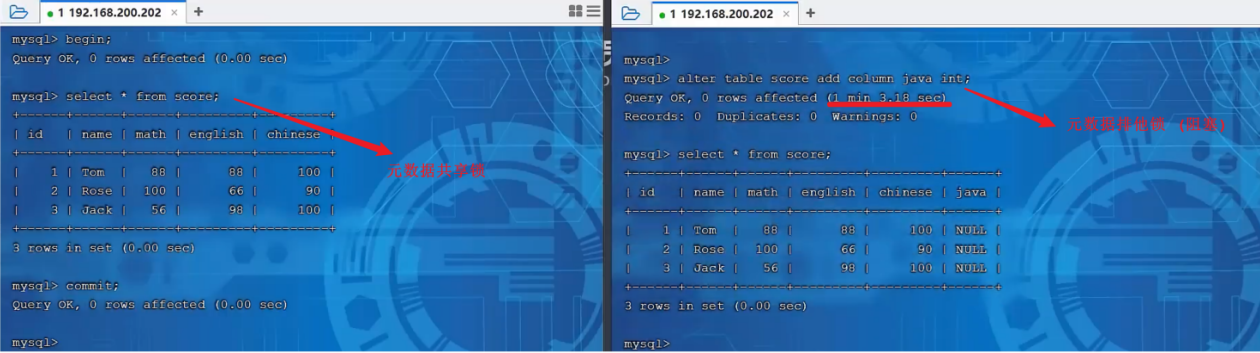 1 192.168.200.202 × +
mysql> begin;
Query OK, 0 rows affected (0.00 sec)
mysql> select * from score;
+------+------+------+---------+---------+
| id   | name | math | english | chinese |
+------+------+------+---------+---------+
|    1 | Tom  |   88 |      88 |     100 |
|    2 | Rose |  100 |      66 |      90 |
|    3 | Jack |   56 |      98 |     100 |
+------+------+------+---------+---------+
3 rows in set (0.00 sec)
mysql> commit;
Query OK, 0 rows affected (0.00 sec)
mysql>
元数据共享锁
1 192.168.200.202 × +
mysql>
mysql> alter table score add column java int;
Query OK, 0 rows affected (1 min 3.18 sec)
Records: 0  Duplicates: 0  Warnings: 0
mysql> select * from score;
+------+------+------+---------+---------+------+
| id   | name | math | english | chinese | java |
+------+------+------+---------+---------+------+
|    1 | Tom  |   88 |      88 |     100 | NULL |
|    2 | Rose |  100 |      66 |      90 | NULL |
|    3 | Jack |   56 |      98 |     100 | NULL |
+------+------+------+---------+---------+------+
3 rows in set (0.00 sec)
mysql>
元数据排他锁（阻塞）